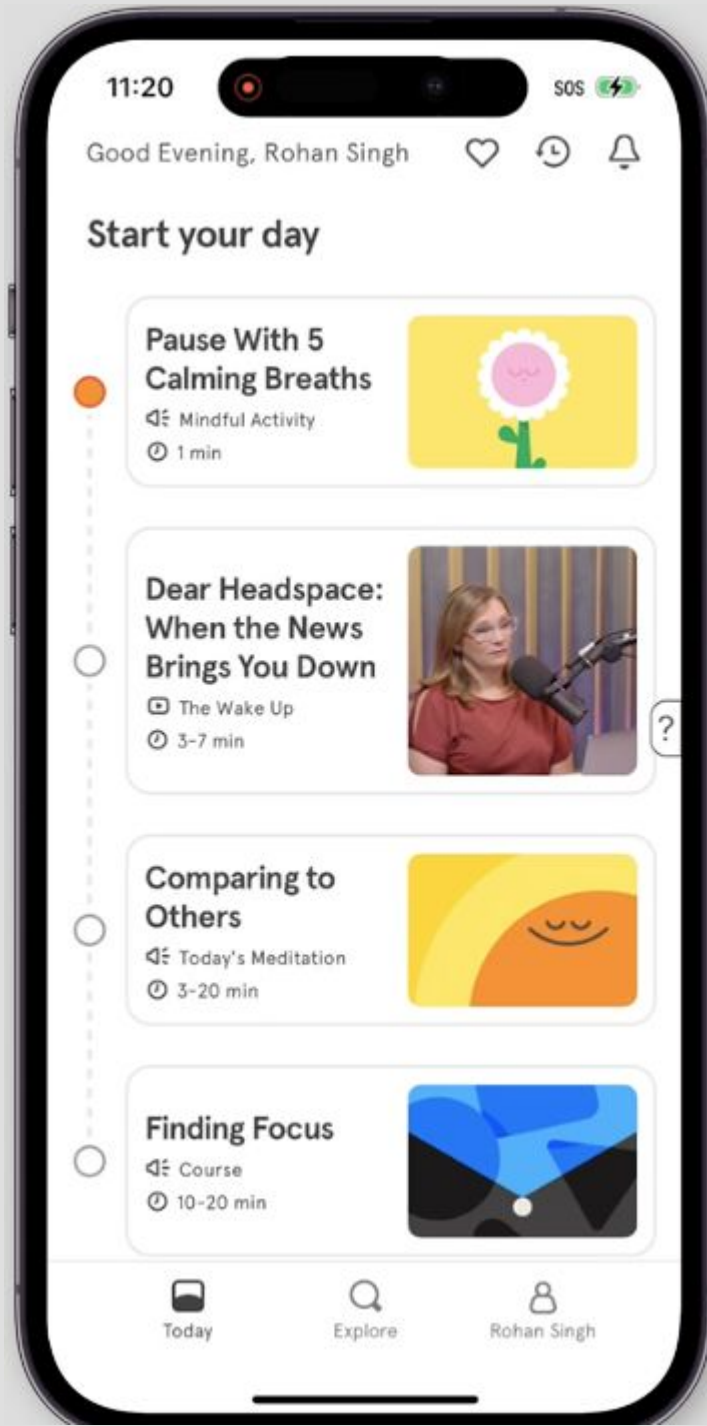 11:20
SOS
Good Evening, Rohan Singh
Start your day
Pause With 5
Calming Breaths
Mindful Activity
1 min
Dear Headspace:
When the News
Brings You Down
The Wake Up
3-7 min
?
Comparing to
Others
Today's Meditation
3-20 min
Finding Focus
Course
10-20 min
Today
Explore
Rohan Singh